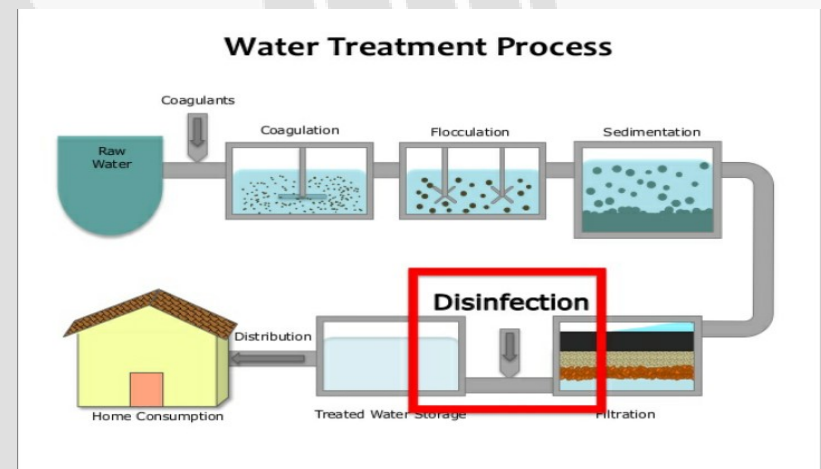 Water Treatment Process
Coagulants
Coagulation
Flocculation
Sedimentation
Raw
Water
Disinfection
Distribution
Home Consumption
Treated Water Storage
Filtration